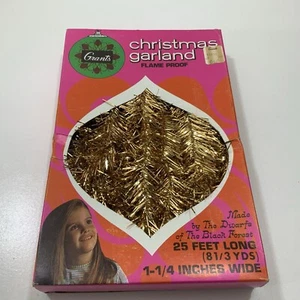 Grants
christmas
garland
FLAME PROOF
Made
by The Dwarfs
of The Black Forest
25 FEET LONG
(8 1/3 YDS)
1-1/4 INCHES WIDE